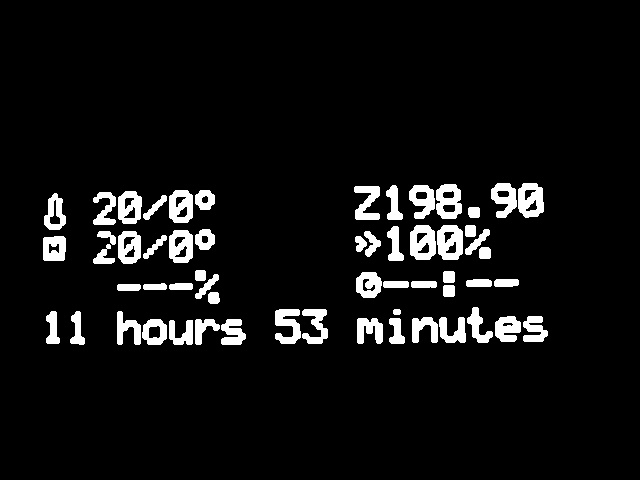 20/0° Z198.90
20/0° »100%
---% --:--
11 hours 53 minutes